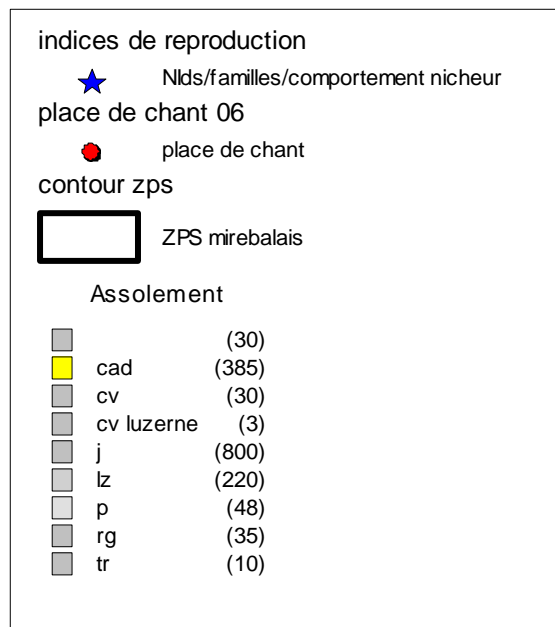 indices de reproduction
NIds/familles/comportement nicheur
place de chant 06
place de chant
contour zps
ZPS mirebalais
Assolement
(30)
cad (385)
cv (30)
cv luzerne (3)
j (800)
lz (220)
p (48)
rg (35)
tr (10)